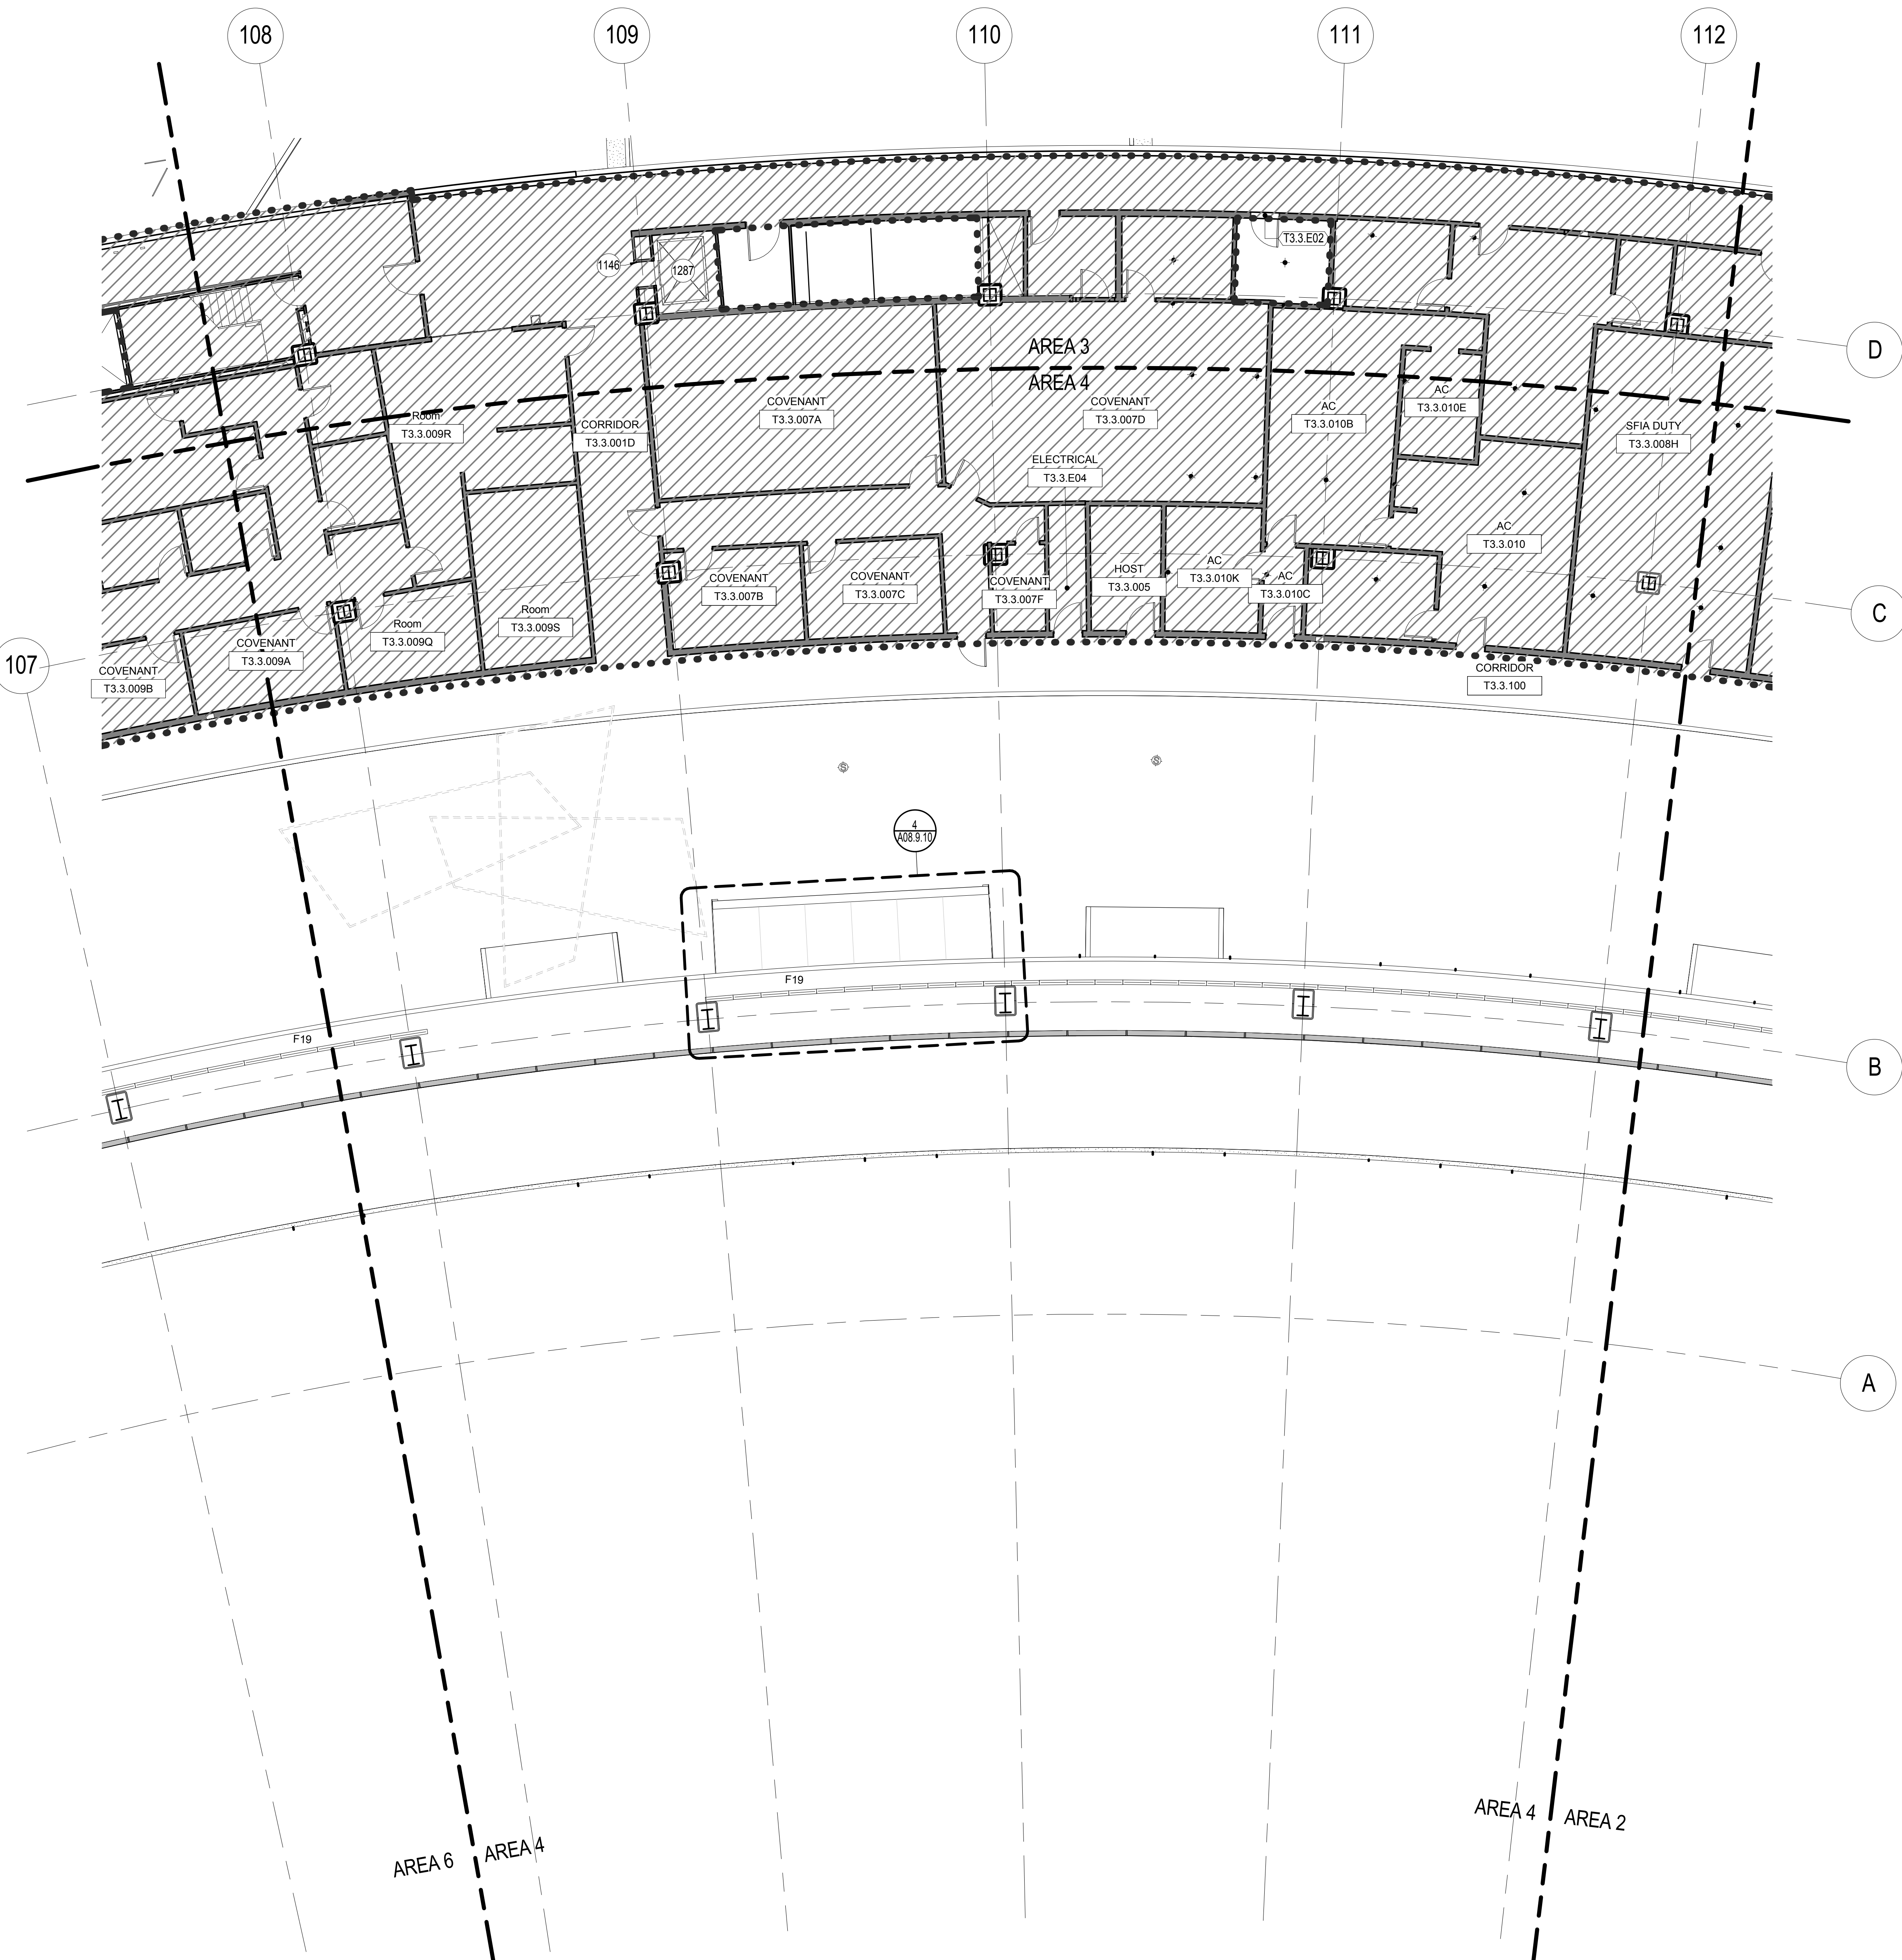 108
109
110
111
112
1146
1287
T3.3.E02
D
AREA 3
AREA 4
Room
T3.3.009R
CORRIDOR
T3.3.001D
COVENANT
T3.3.007A
COVENANT
T3.3.007D
AC
T3.3.010B
AC
T3.3.010E
SFIA DUTY
T3.3.008H
ELECTRICAL
T3.3.E04
AC
T3.3.010
COVENANT
T3.3.007B
COVENANT
T3.3.007C
COVENANT
T3.3.007F
HOST
T3.3.005
AC
T3.3.010K
AC
T3.3.010C
C
Room
T3.3.009S
Room
T3.3.009Q
COVENANT
T3.3.009A
COVENANT
T3.3.009B
107
CORRIDOR
T3.3.100
S
S
4
A08.9.10
F19
F19
B
A
AREA 6
AREA 4
AREA 4
AREA 2